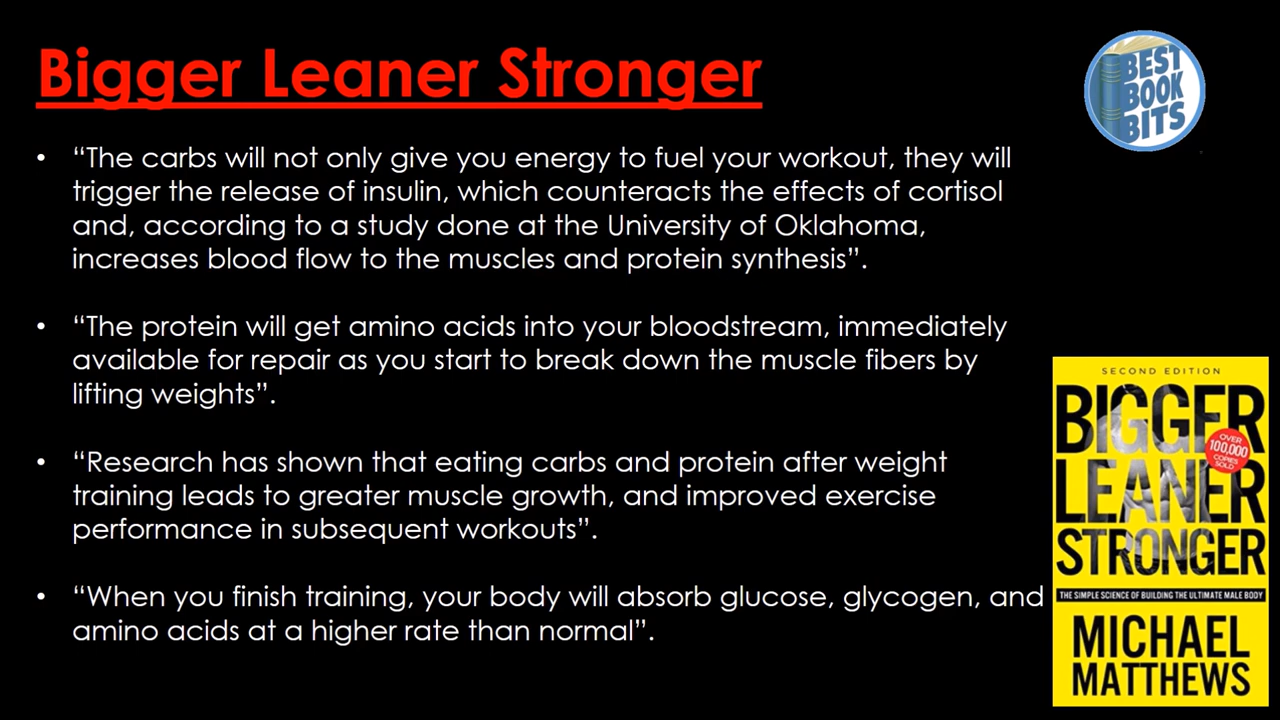 Bigger Leaner Stronger
BEST
BOOK
BITS
• “The carbs will not only give you energy to fuel your workout, they will
trigger the release of insulin, which counteracts the effects of cortisol
and, according to a study done at the University of Oklahoma,
increases blood flow to the muscles and protein synthesis”.
• “The protein will get amino acids into your bloodstream, immediately
available for repair as you start to break down the muscle fibers by
lifting weights”.
• “Research has shown that eating carbs and protein after weight
training leads to greater muscle growth, and improved exercise
performance in subsequent workouts”.
• “When you finish training, your body will absorb glucose, glycogen, and
amino acids at a higher rate than normal”.
SECOND EDITION
BIGGER
LEANER
STRONGER
OVER
100,000
COPIES
SOLD
THE SIMPLE SCIENCE OF BUILDING THE ULTIMATE MALE BODY
MICHAEL
MATTHEWS